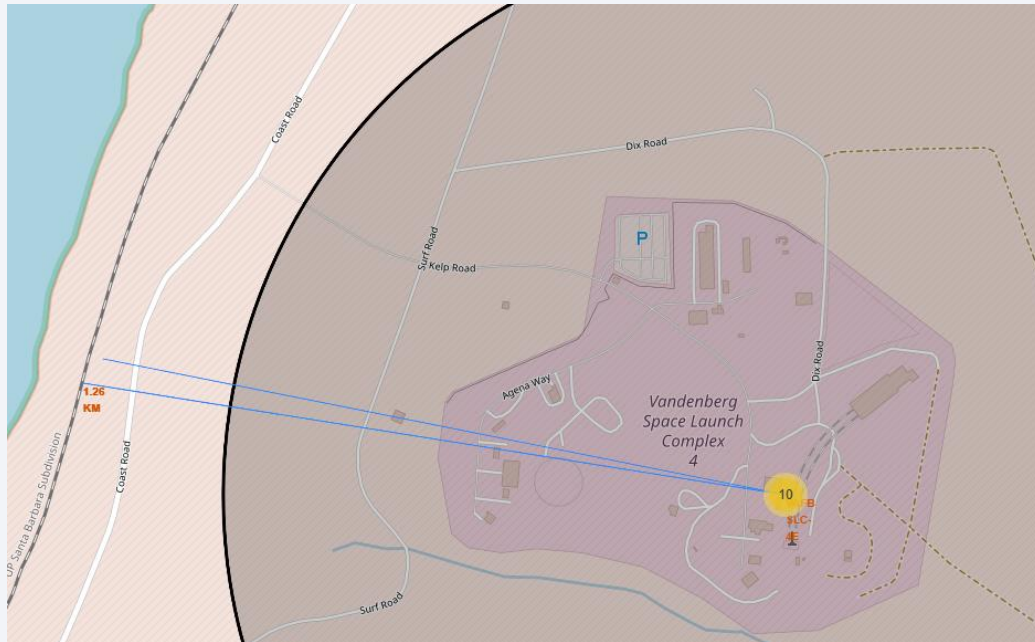 Coast Road
Dix Road
Surf Road
Kelp Road
P
Dix Road
Agena Way
1.26
KM
Vandenberg
Space Launch
Complex
4
Coast Road
UP Santa Barbara Subdivision
10
B
SLC-
4E
Surf Road